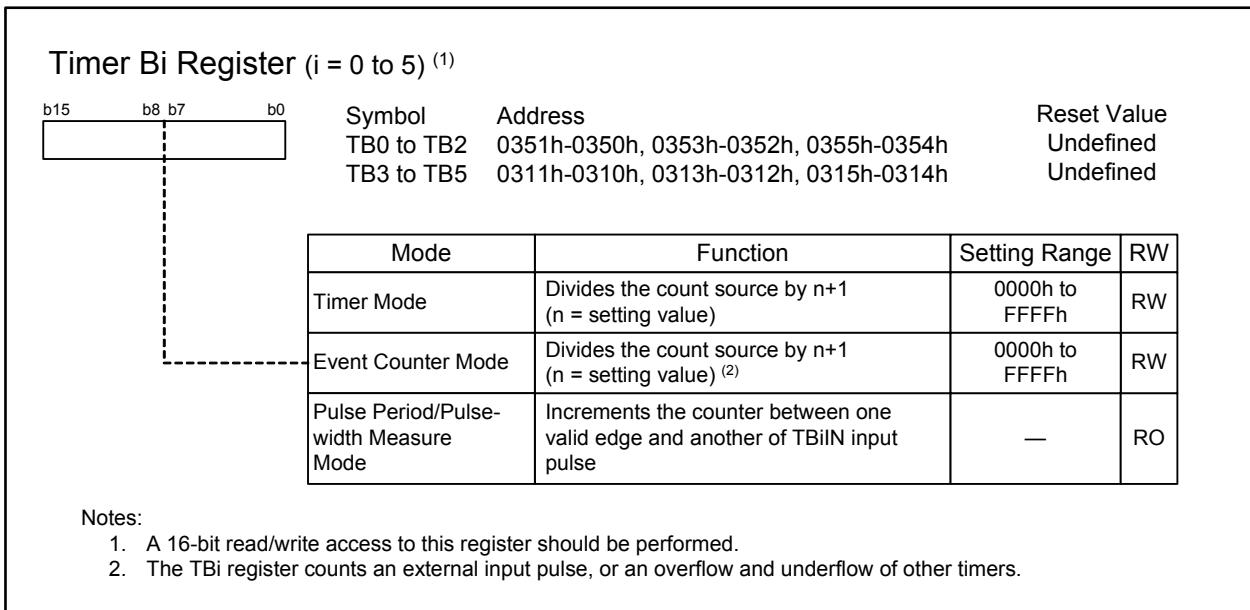 Timer Bi Register (i = 0 to 5) (1)
b15 b8 b7 b0
Symbol Address Reset Value
TB0 to TB2 0351h-0350h, 0353h-0352h, 0355h-0354h Undefined
TB3 to TB5 0311h-0310h, 0313h-0312h, 0315h-0314h Undefined
Mode Function Setting Range RW
Timer Mode
Divides the count source by n+1
(n = setting value)
0000h to
FFFFh
RW
Event Counter Mode
Divides the count source by n+1
(n = setting value) (2)
0000h to
FFFFh
RW
Pulse Period/Pulse-
width Measure
Mode
Increments the counter between one
valid edge and another of TBiIN input
pulse
—
RO
Notes:
1. A 16-bit read/write access to this register should be performed.
2. The TBi register counts an external input pulse, or an overflow and underflow of other timers.